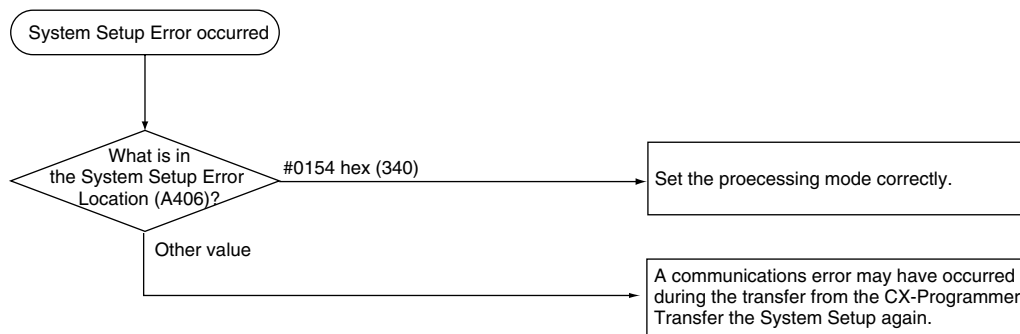 System Setup Error occurred
What is in
the System Setup Error
Location (A406)?
#0154 hex (340)
Set the proecessing mode correctly.
Other value
A communications error may have occurred
during the transfer from the CX-Programmer
Transfer the System Setup again.